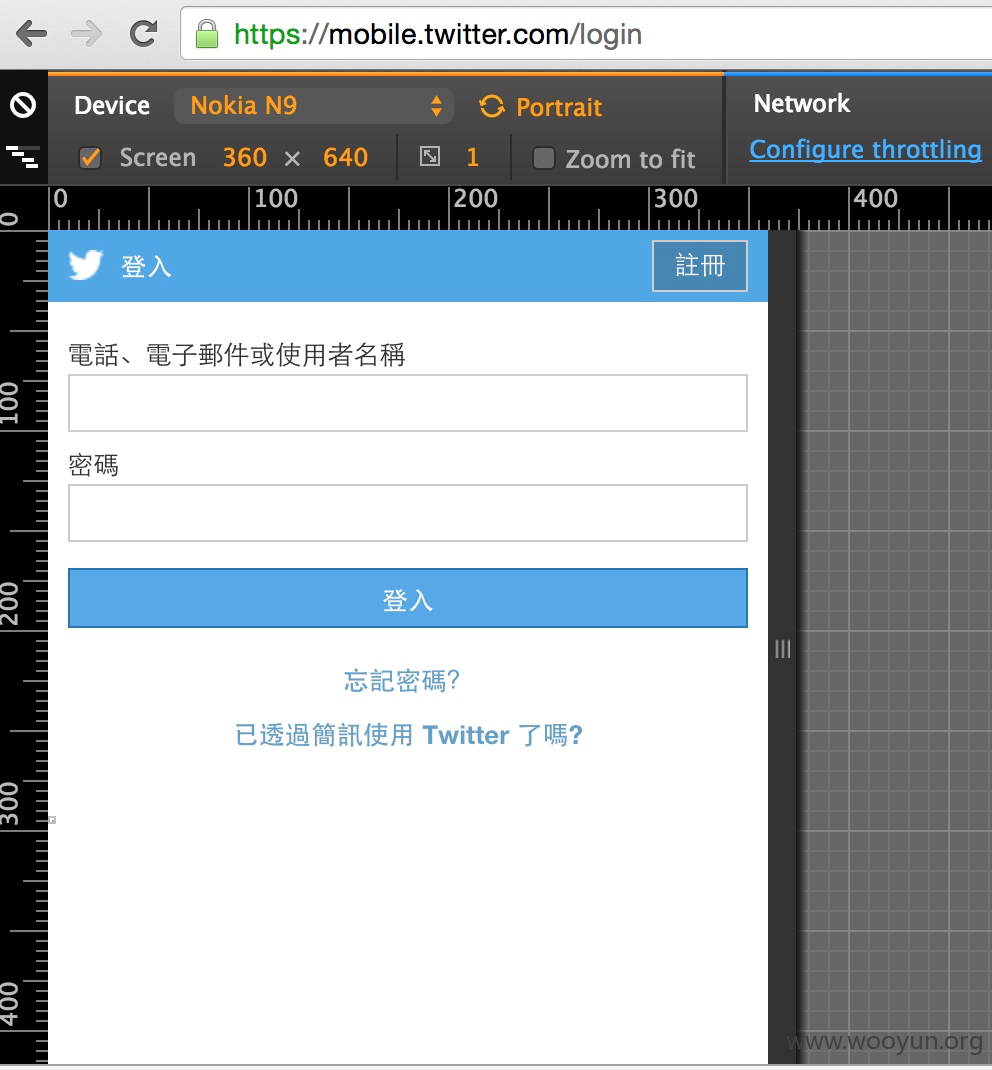 https://mobile.twitter.com/login
Device Nokia N9 Portrait Network
Screen 360 × 640 1 Zoom to fit Configure throttling
0 100 200 300 400
0
登入 註冊
電話、電子郵件或使用者名稱
100
密碼
200
登入
忘記密碼?
已透過簡訊使用 Twitter 了嗎?
300
400
www.wooyun.org